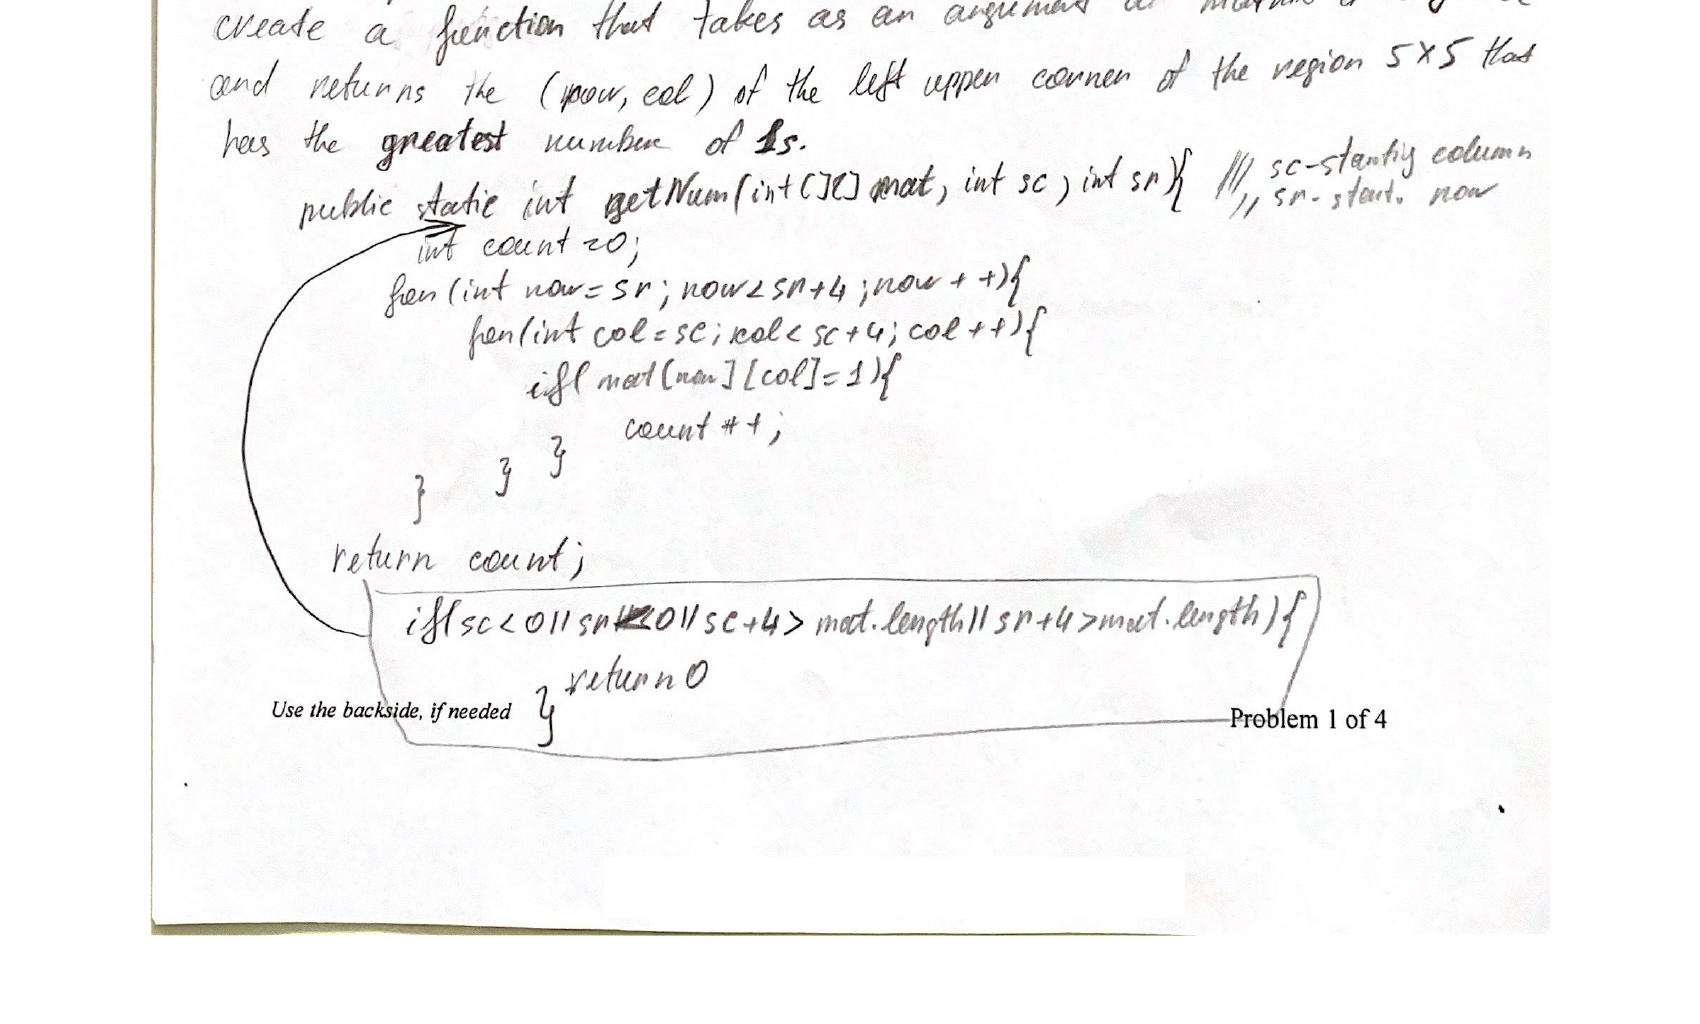 create a function that takes as an argument a
and returns the (row, col) of the left upper corner of the region 5x5 that
has the greatest number of 1s.
public static int getNum(int[][] mat, int sc, int sr){ /// sc-starting column
// sr- start. row
int count =0;
for(int row=sr; row<sr+4; row++){
for(int col=sc; col<sc+4; col++){
if( mat[row][col]=1){
count++;
}
}
}
return count;
if(sc<0||sr<0||sc+4>mat.length||sr+4>mat.length){
return 0
}
Use the backside, if needed
Problem 1 of 4